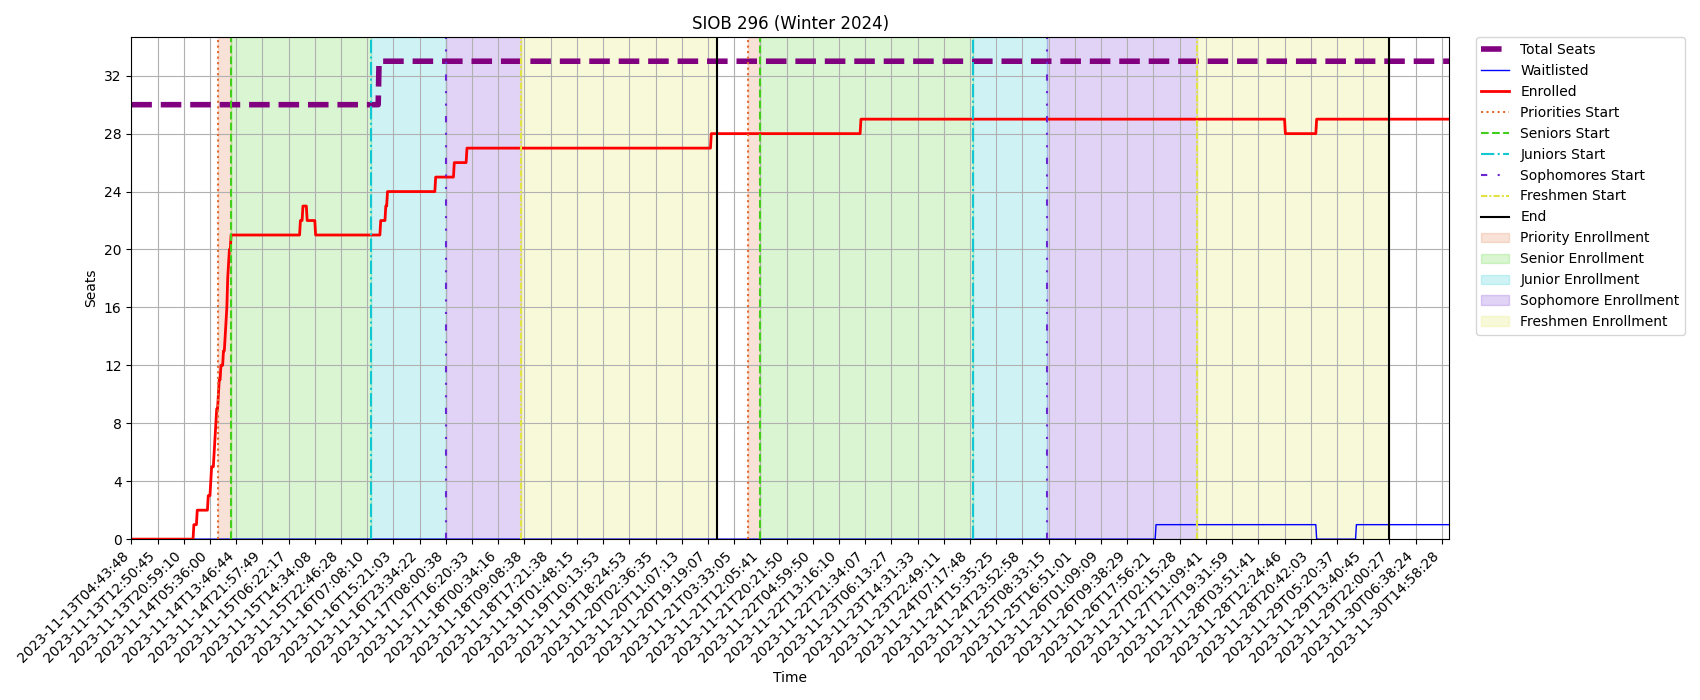 SIOB 296 (Winter 2024)
Seats
32
28
24
20
16
12
8
4
0
2023-11-13T04:43:48
2023-11-13T12:50:45
2023-11-13T20:59:10
2023-11-14T05:36:00
2023-11-14T13:46:44
2023-11-14T21:57:49
2023-11-15T06:22:17
2023-11-15T14:34:08
2023-11-15T22:46:28
2023-11-16T07:08:10
2023-11-16T15:21:03
2023-11-16T23:34:22
2023-11-17T08:00:38
2023-11-17T16:20:33
2023-11-18T00:34:16
2023-11-18T09:08:38
2023-11-18T17:21:38
2023-11-19T01:48:15
2023-11-19T10:13:53
2023-11-19T18:24:53
2023-11-20T02:36:35
2023-11-20T11:07:13
2023-11-20T19:19:07
2023-11-21T03:33:05
2023-11-21T12:05:41
2023-11-21T20:21:50
2023-11-22T04:59:50
2023-11-22T13:16:10
2023-11-22T21:34:07
2023-11-23T06:13:27
2023-11-23T14:31:33
2023-11-23T22:49:11
2023-11-24T07:17:48
2023-11-24T15:35:25
2023-11-24T23:52:58
2023-11-25T08:33:15
2023-11-25T16:51:01
2023-11-26T01:09:09
2023-11-26T09:38:29
2023-11-26T17:56:21
2023-11-27T02:15:28
2023-11-27T11:09:41
2023-11-27T19:31:59
2023-11-28T03:51:41
2023-11-28T12:24:46
2023-11-28T20:42:03
2023-11-29T05:20:37
2023-11-29T13:40:45
2023-11-29T22:00:27
2023-11-30T06:38:24
2023-11-30T14:58:28
Time
Total Seats
Waitlisted
Enrolled
Priorities Start
Seniors Start
Juniors Start
Sophomores Start
Freshmen Start
End
Priority Enrollment
Senior Enrollment
Junior Enrollment
Sophomore Enrollment
Freshmen Enrollment